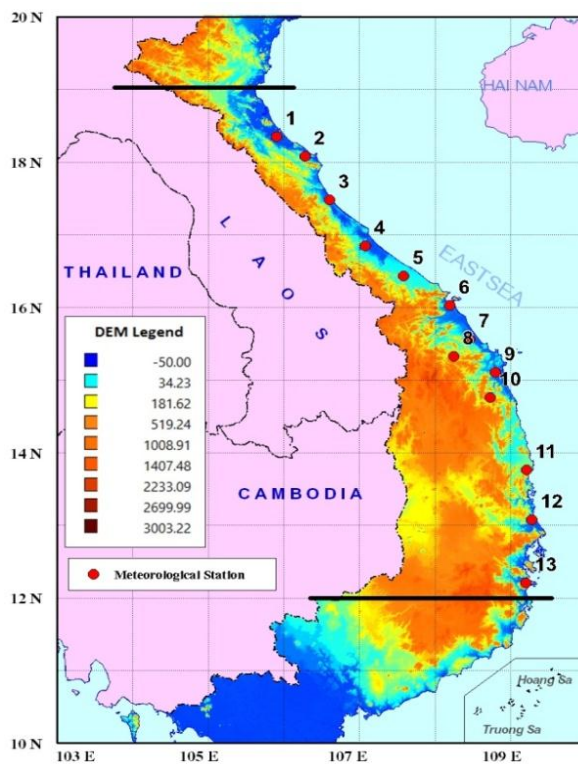 20 N
HAI NAM
1
2
18 N
3
4
EASTSEA
5
L A O S
THAILAND
6
16 N
7
DEM Legend
8
9
-50.00
34.23
10
181.62
519.24
14 N
1008.91
11
1407.48
2233.09
CAMBODIA
12
2699.99
3003.22
13
Meteorological Station
12 N
Hoang Sa
Truong Sa
10 N
103 E
105 E
107 E
109 E